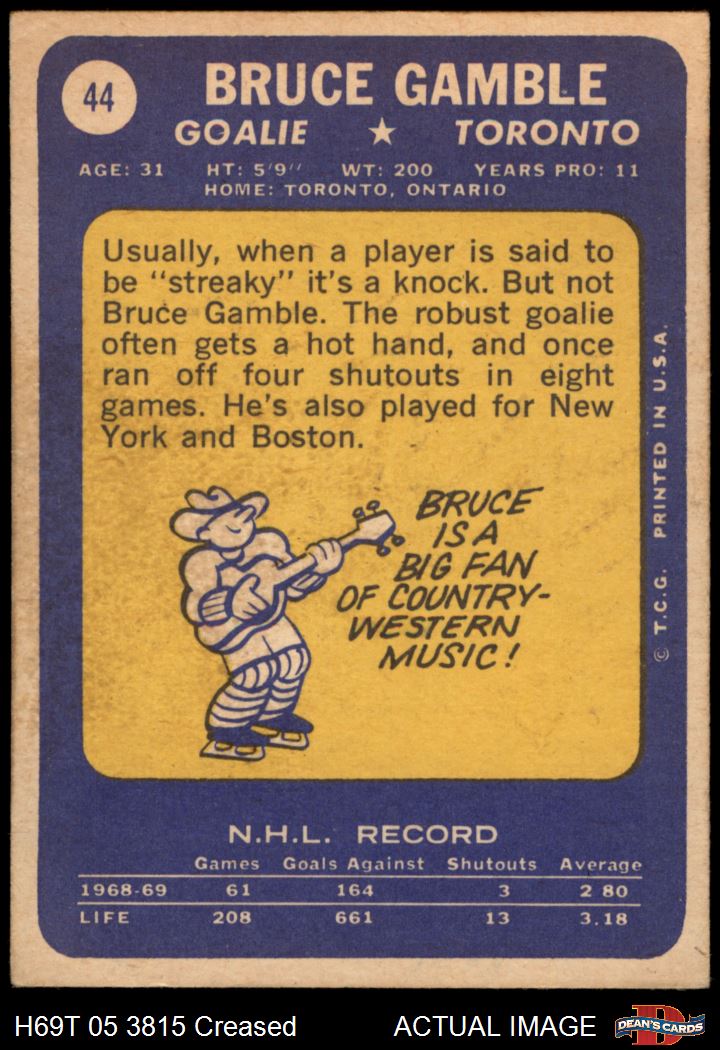 44
BRUCE GAMBLE
GOALIE ★ TORONTO
AGE: 31 HT: 5'9'' WT: 200 YEARS PRO: 11
HOME: TORONTO, ONTARIO
Usually, when a player is said to
be "streaky" it's a knock. But not
Bruce Gamble. The robust goalie
often gets a hot hand, and once
ran off four shutouts in eight
games. He's also played for New
York and Boston.
BRUCE
IS A
BIG FAN
OF COUNTRY-
WESTERN
MUSIC!
© T.C.G. PRINTED IN U.S.A.
N.H.L. RECORD
Games Goals Against Shutouts Average
1968-69 61 164 3 2 80
LIFE 208 661 13 3.18
H69T 05 3815 Creased ACTUAL IMAGE
D
DEAN'S CARDS